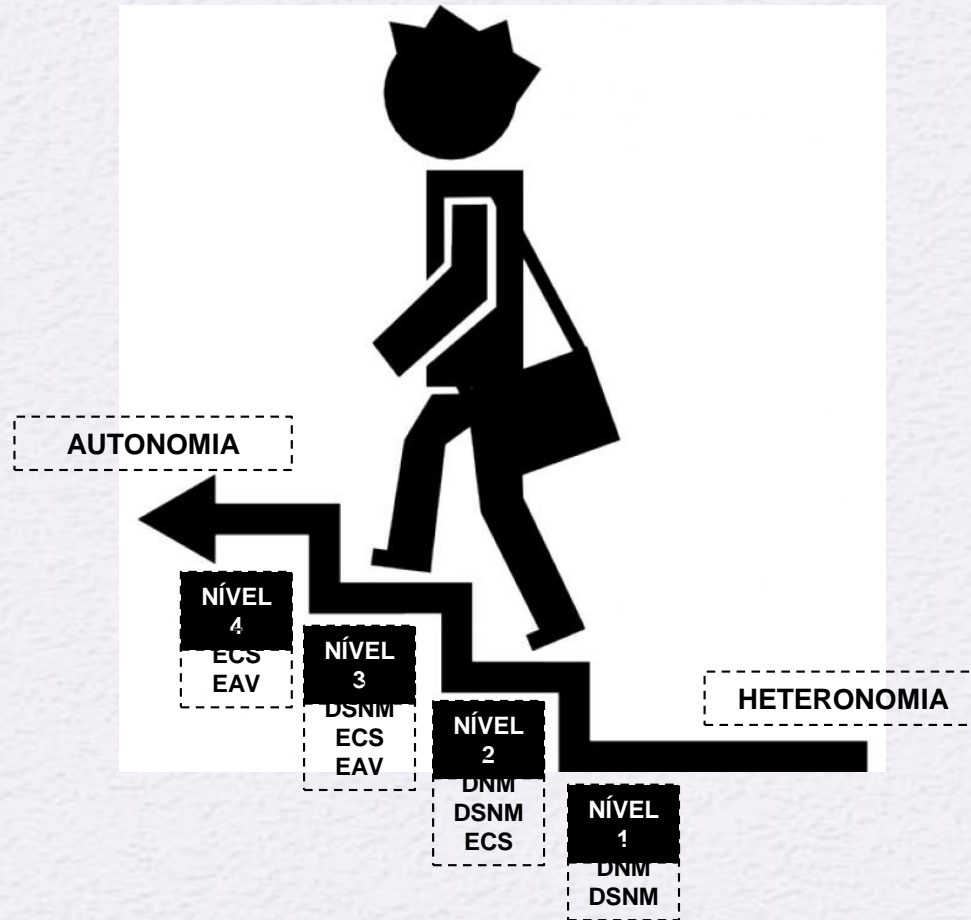 AUTONOMIA
NÍVEL
4
ECS
EAV
NÍVEL
3
DSNM
ECS
EAV
HETERONOMIA
NÍVEL
2
DNM
DSNM
ECS
NÍVEL
1
DNM
DSNM